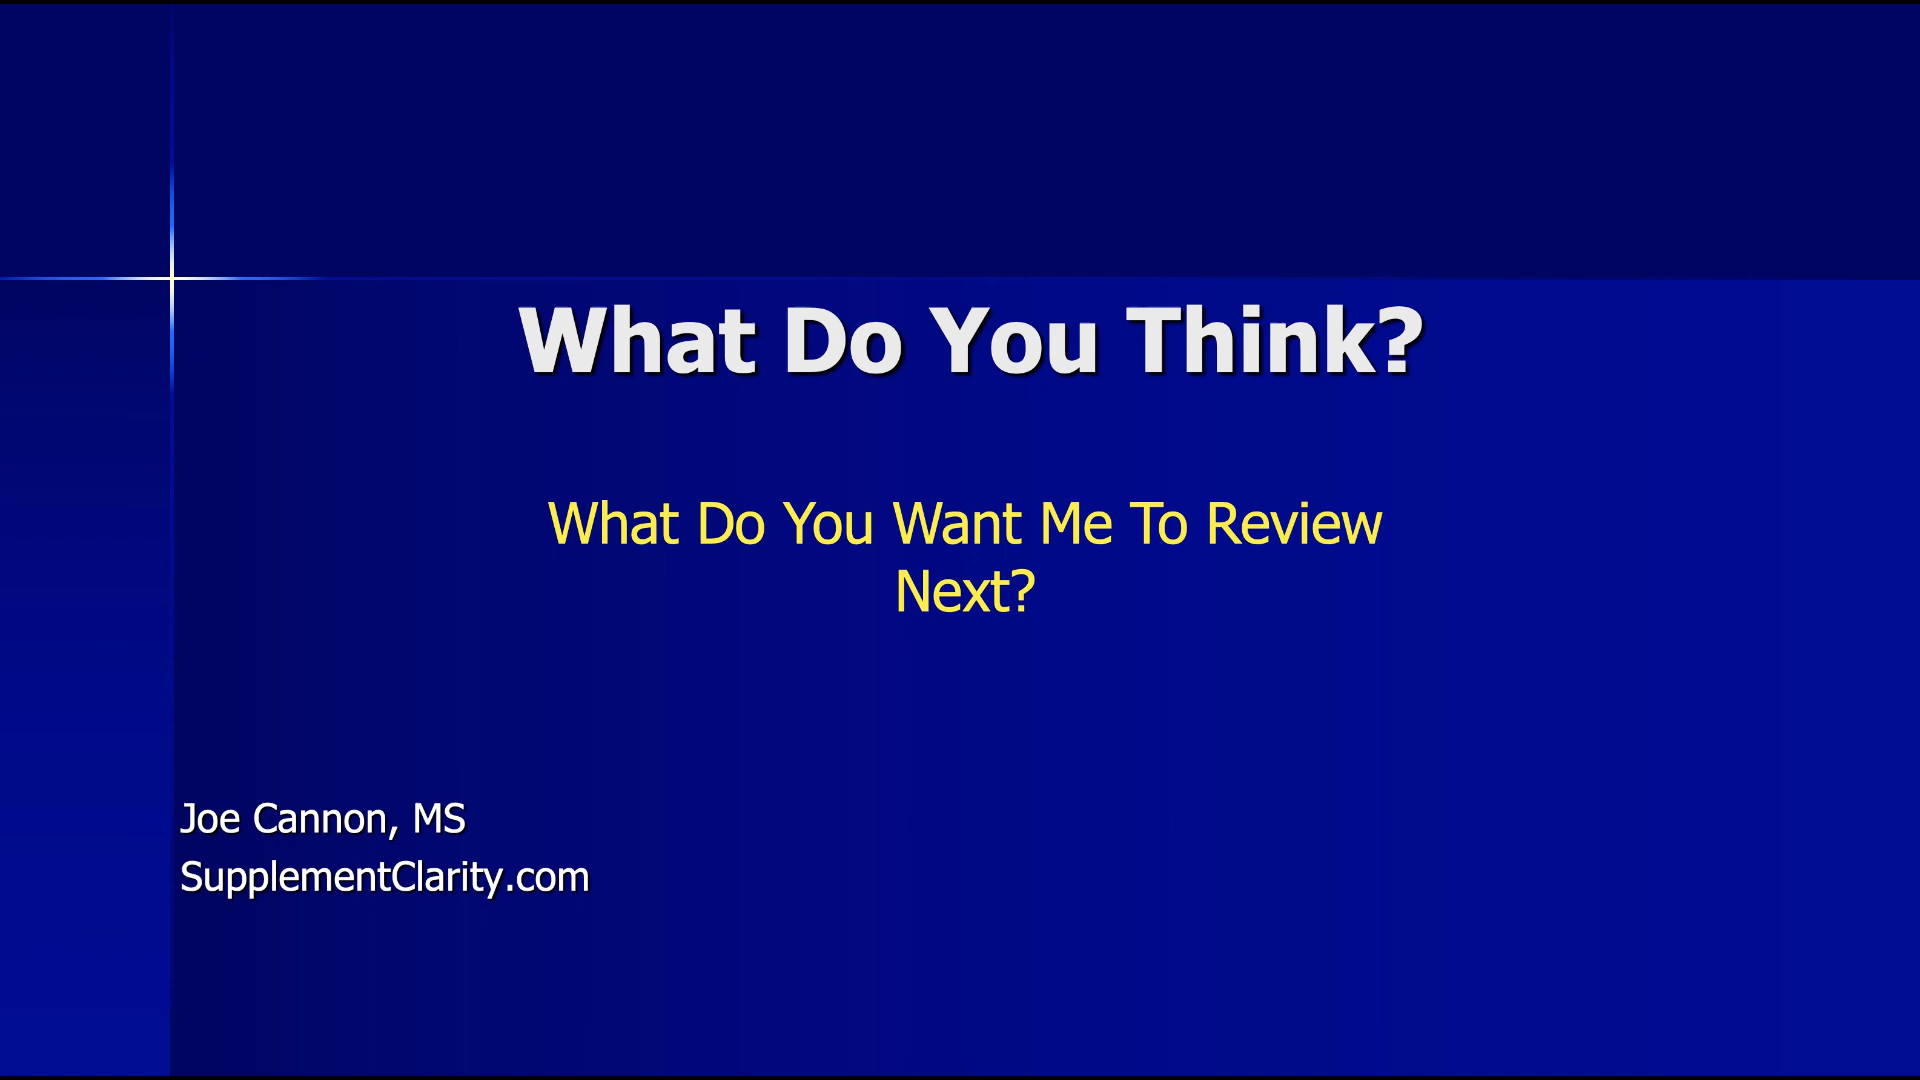 What Do You Think?
What Do You Want Me To Review
Next?
Joe Cannon, MS
SupplementClarity.com